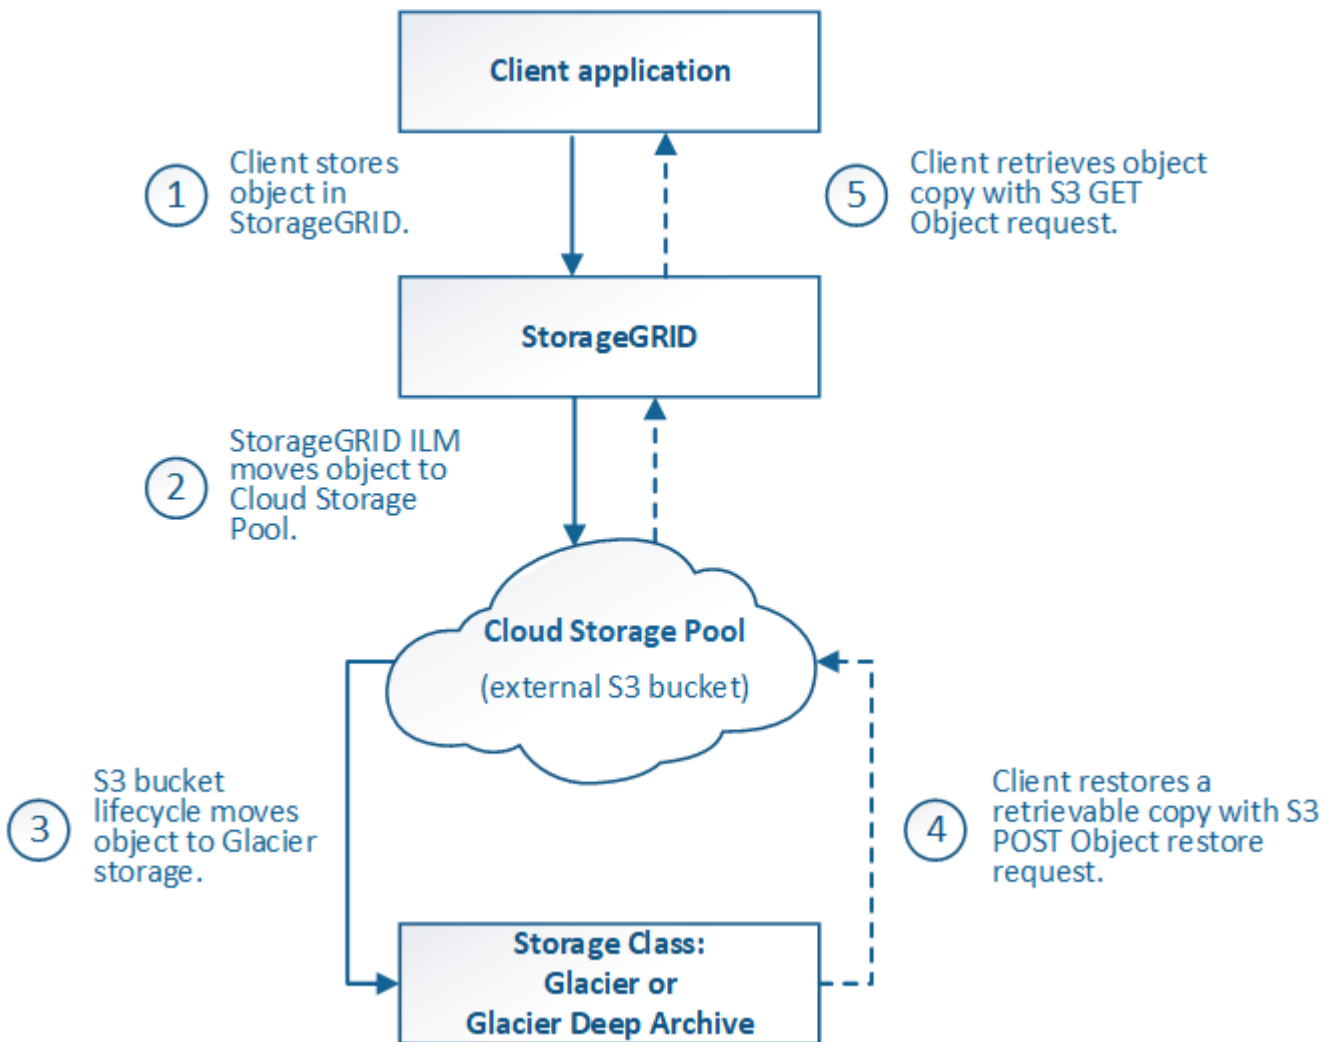 Client application
1
Client stores
object in
StorageGRID.
5
Client retrieves object
copy with S3 GET
Object request.
StorageGRID
2
StorageGRID ILM
moves object to
Cloud Storage
Pool.
Cloud Storage Pool
(external S3 bucket)
3
S3 bucket
lifecycle moves
object to Glacier
storage.
4
Client restores a
retrievable copy with S3
POST Object restore
request.
Storage Class:
Glacier or
Glacier Deep Archive